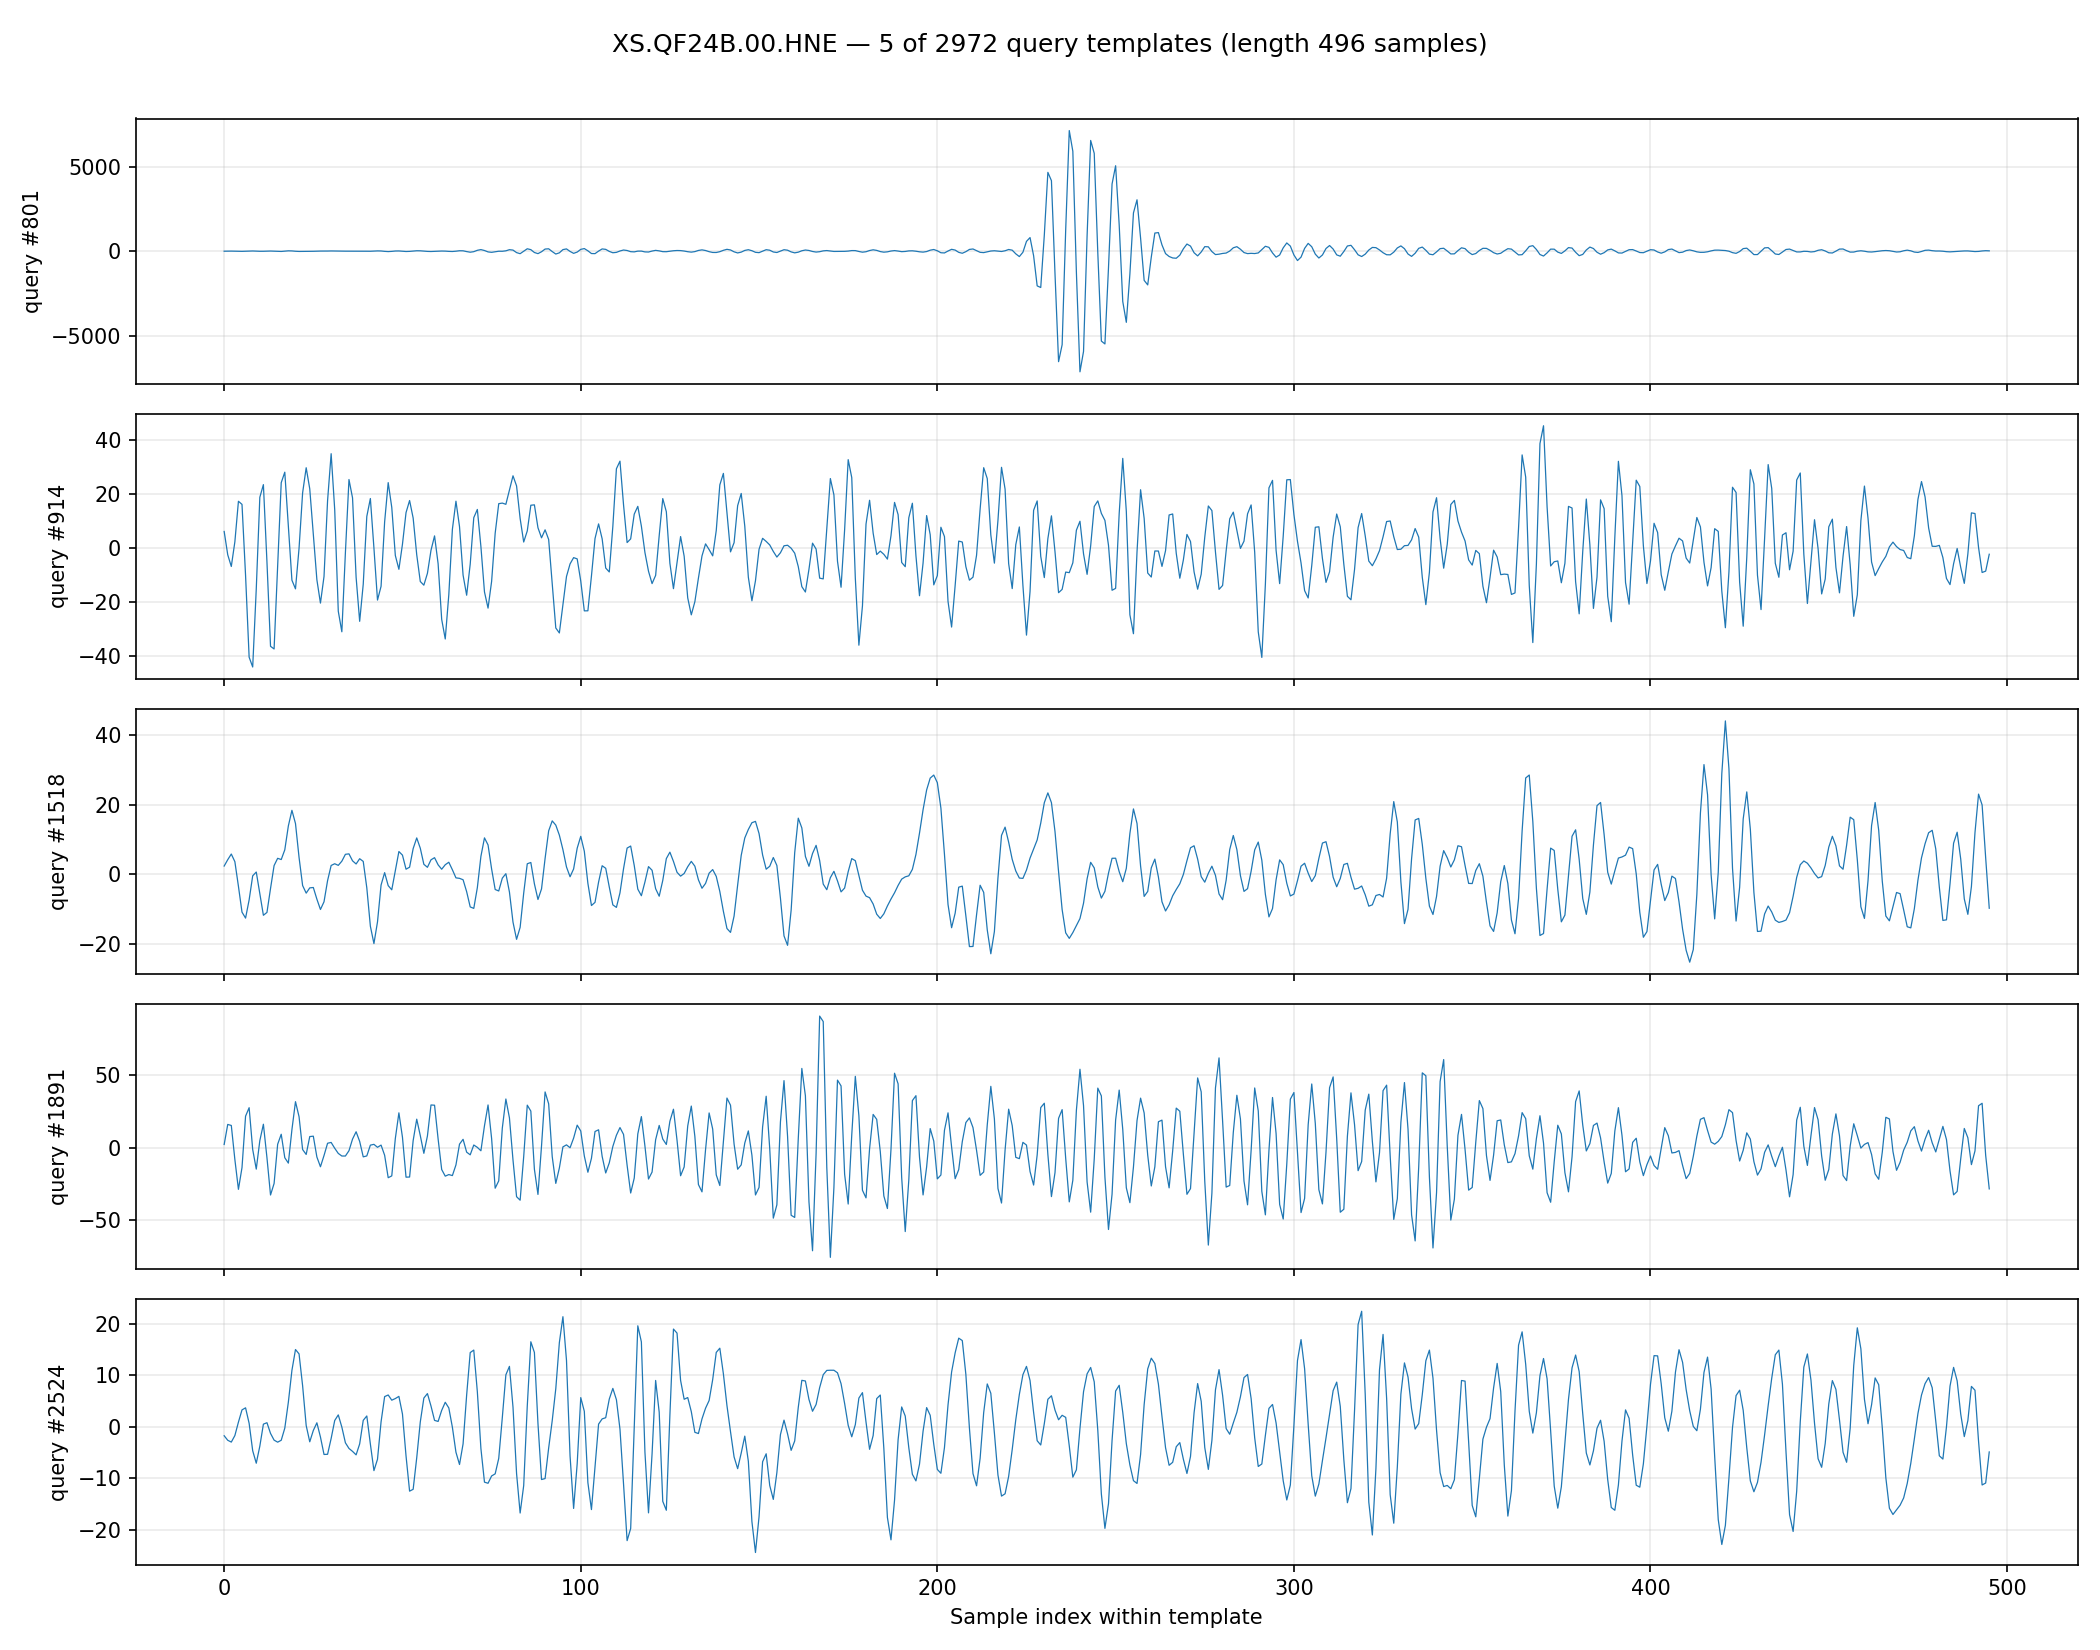 XS.QF24B.00.HNE — 5 of 2972 query templates (length 496 samples)
query #801
5000
0
−5000
query #914
40
20
0
−20
−40
query #1518
40
20
0
−20
query #1891
50
0
−50
query #2524
20
10
0
−10
−20
0 100 200 300 400 500
Sample index within template